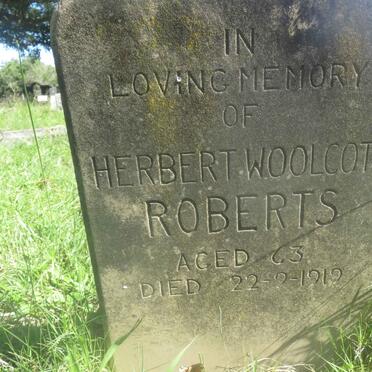 IN
LOVING MEMORY
OF
HERBERT WOOLCOT
ROBERTS
AGED 63
DIED 22-9-1919